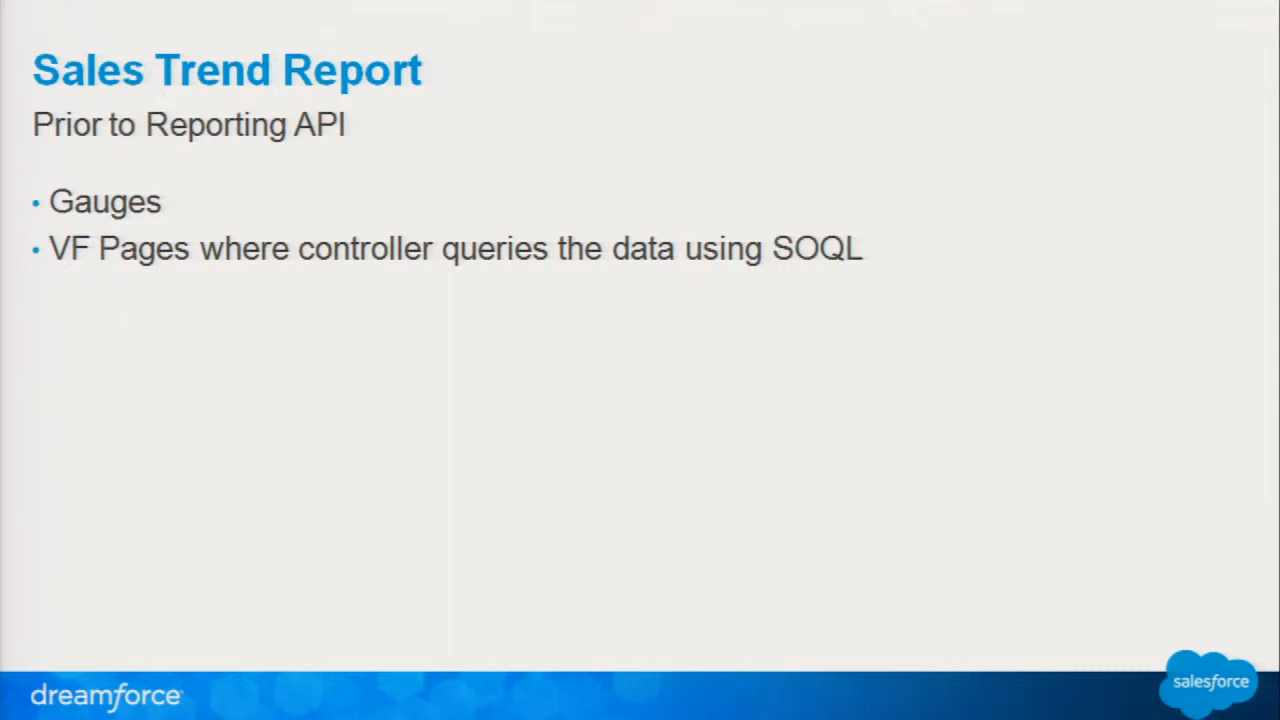 Sales Trend Report
Prior to Reporting API
• Gauges
• VF Pages where controller queries the data using SOQL
dreamforce
salesforce